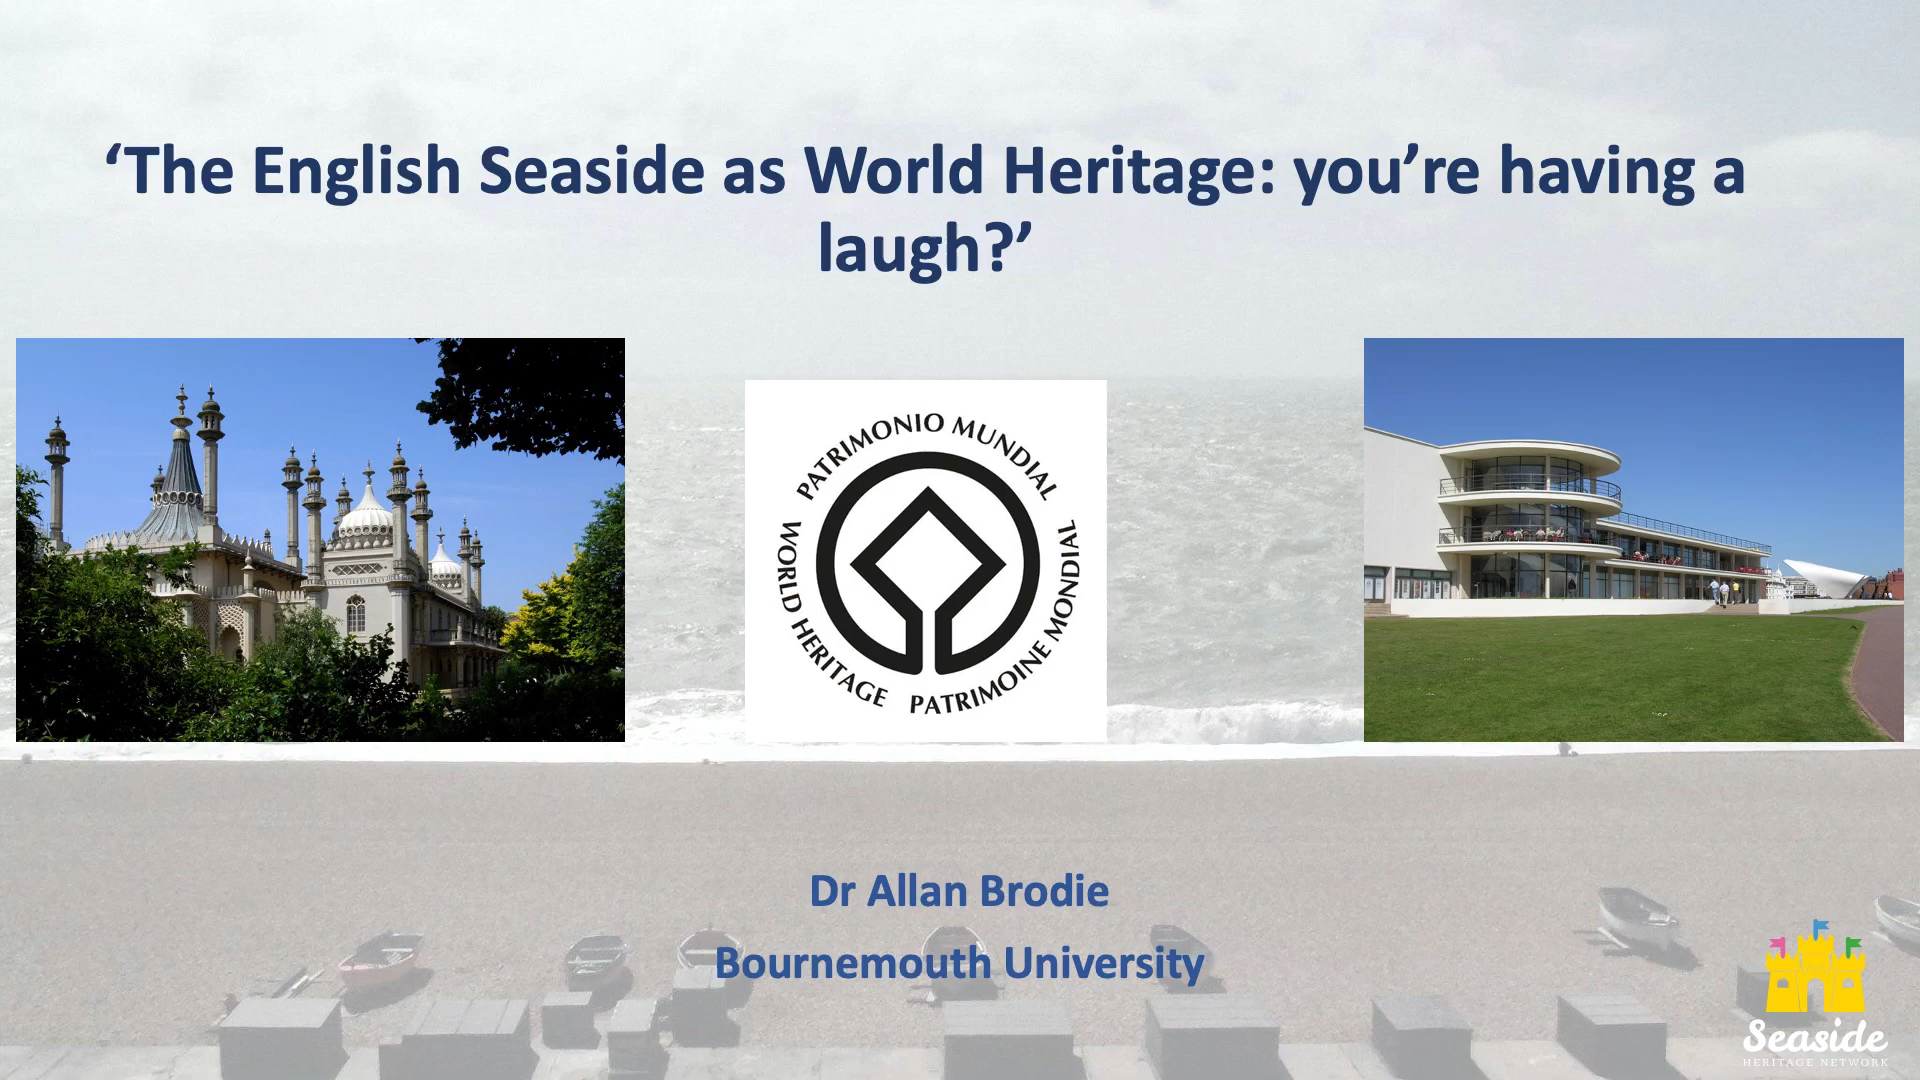 ‘The English Seaside as World Heritage: you’re having a
laugh?’
PATRIMONIO MUNDIAL
WORLD HERITAGE
PATRIMOINE MONDIAL
Dr Allan Brodie
Bournemouth University
Seaside
HERITAGE NETWORK